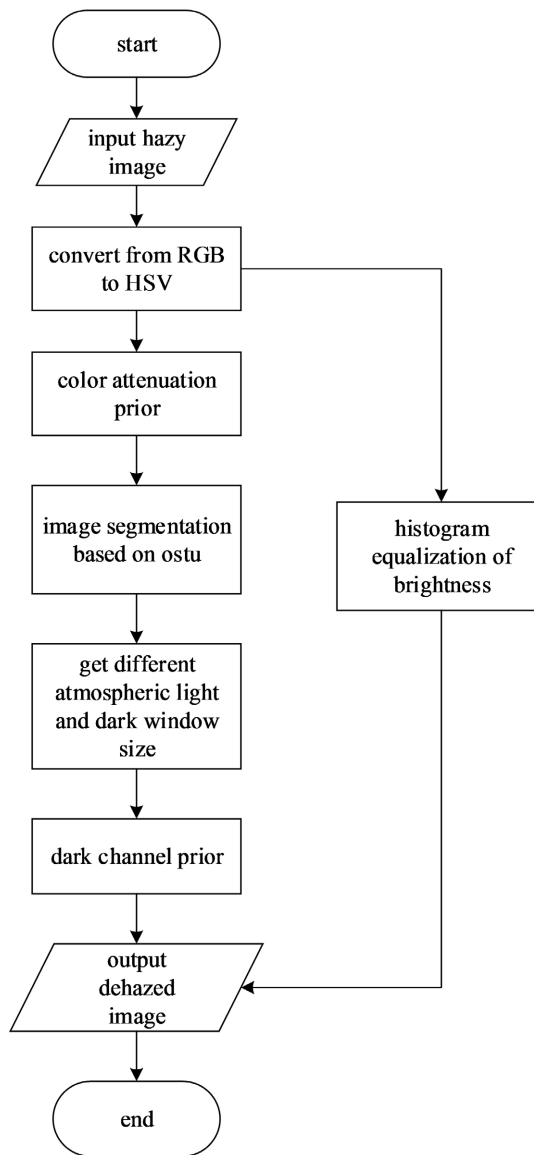 start
input hazy
image
convert from RGB
to HSV
color attenuation
prior
image segmentation
based on ostu
get different
atmospheric light
and dark window
size
dark channel prior
histogram
equalization of
brightness
output
dehazed
image
end